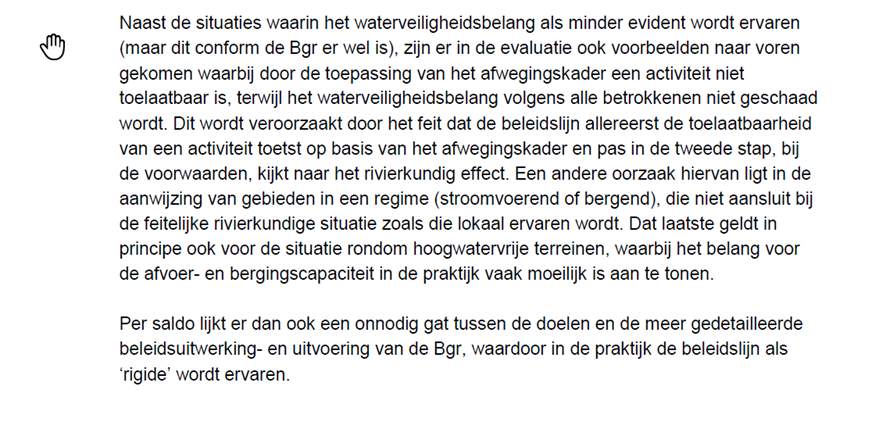 Naast de situaties waarin het waterveiligheidsbelang als minder evident wordt ervaren
(maar dit conform de Bgr er wel is), zijn er in de evaluatie ook voorbeelden naar voren
gekomen waarbij door de toepassing van het afwegingskader een activiteit niet
toelaatbaar is, terwijl het waterveiligheidsbelang volgens alle betrokkenen niet geschaad
wordt. Dit wordt veroorzaakt door het feit dat de beleidslijn allereerst de toelaatbaarheid
van een activiteit toetst op basis van het afwegingskader en pas in de tweede stap, bij
de voorwaarden, kijkt naar het rivierkundig effect. Een andere oorzaak hiervan ligt in de
aanwijzing van gebieden in een regime (stroomvoerend of bergend), die niet aansluit bij
de feitelijke rivierkundige situatie zoals die lokaal ervaren wordt. Dat laatste geldt in
principe ook voor de situatie rondom hoogwatervrije terreinen, waarbij het belang voor
de afvoer- en bergingscapaciteit in de praktijk vaak moeilijk is aan te tonen.
Per saldo lijkt er dan ook een onnodig gat tussen de doelen en de meer gedetailleerde
beleidsuitwerking- en uitvoering van de Bgr, waardoor in de praktijk de beleidslijn als
‘rigide’ wordt ervaren.